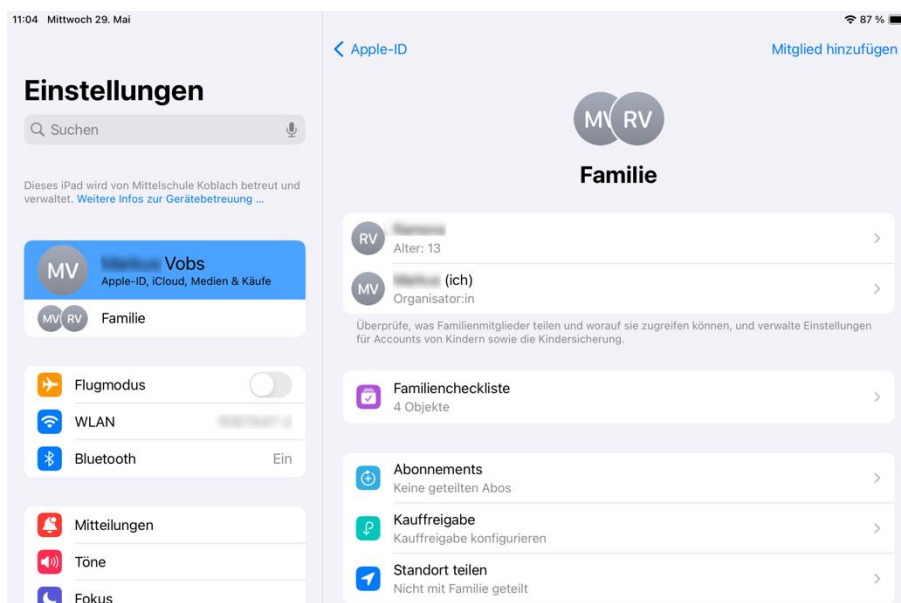 11:04 Mittwoch 29. Mai
87 %
Apple-ID
Mitglied hinzufügen
Einstellungen
Suchen
Dieses iPad wird von Mittelschule Koblach betreut und
verwaltet. Weitere Infos zur Gerätebetreuung ...
MV
Vobs
Apple-ID, iCloud, Medien & Käufe
MV RV
Familie
Flugmodus
WLAN
Bluetooth Ein
Mitteilungen
Töne
Fokus
MV RV
Familie
RV
Alter: 13
MV
(ich)
Organisator:in
Überprüfe, was Familienmitglieder teilen und worauf sie zugreifen können, und verwalte Einstellungen
für Accounts von Kindern sowie die Kindersicherung.
Familiencheckliste
4 Objekte
Abonnements
Keine geteilten Abos
Kauffreigabe
Kauffreigabe konfigurieren
Standort teilen
Nicht mit Familie geteilt